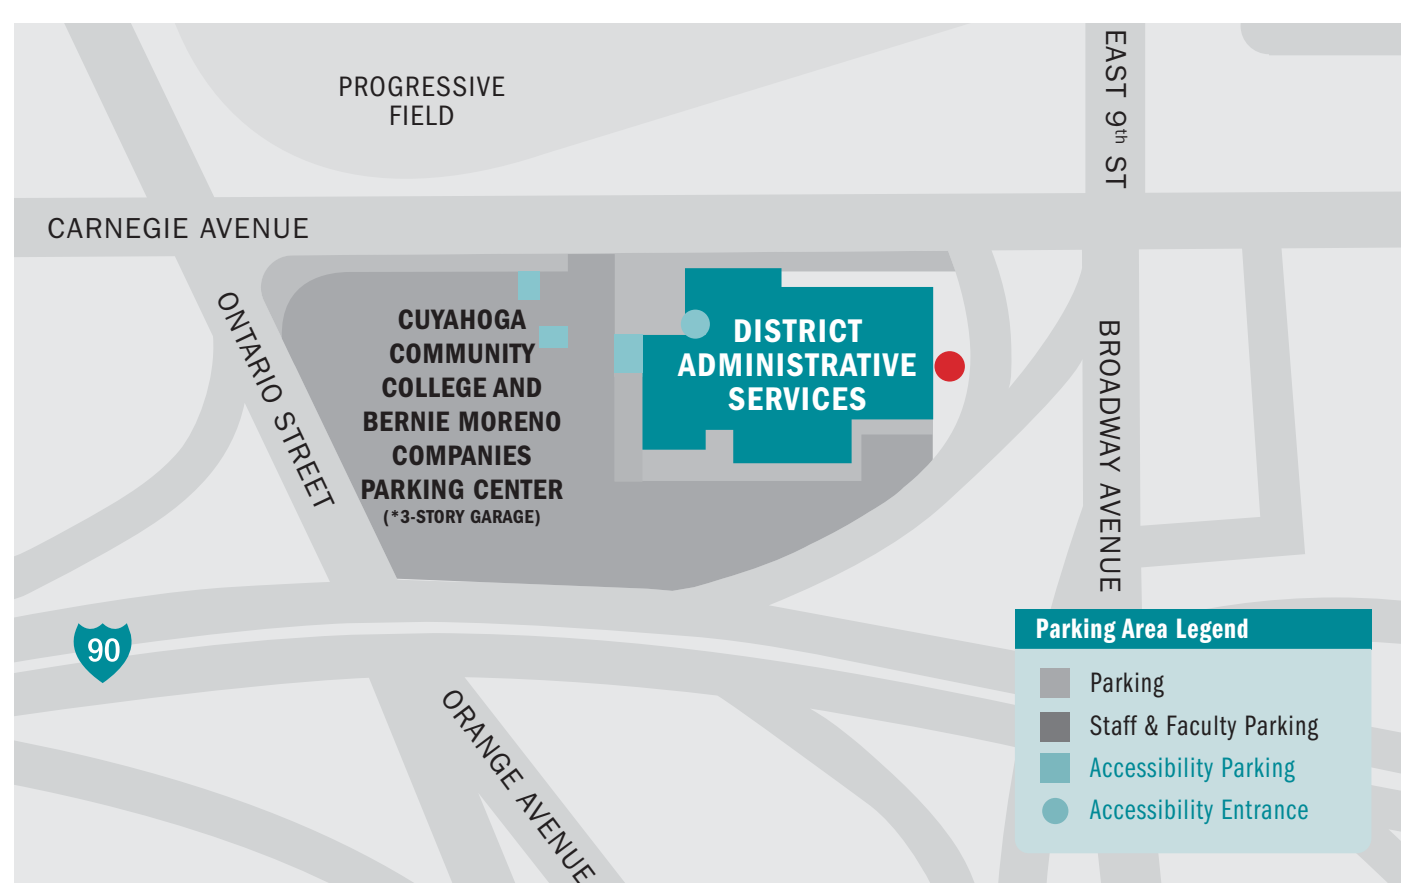 PROGRESSIVE
FIELD
EAST 9th ST
CARNEGIE AVENUE
ONTARIO STREET
CUYAHOGA
COMMUNITY
COLLEGE AND
BERNIE MORENO
COMPANIES
PARKING CENTER
(*3-STORY GARAGE)
DISTRICT
ADMINISTRATIVE
SERVICES
BROADWAY AVENUE
90
ORANGE AVENUE
Parking Area Legend
Parking
Staff & Faculty Parking
Accessibility Parking
Accessibility Entrance